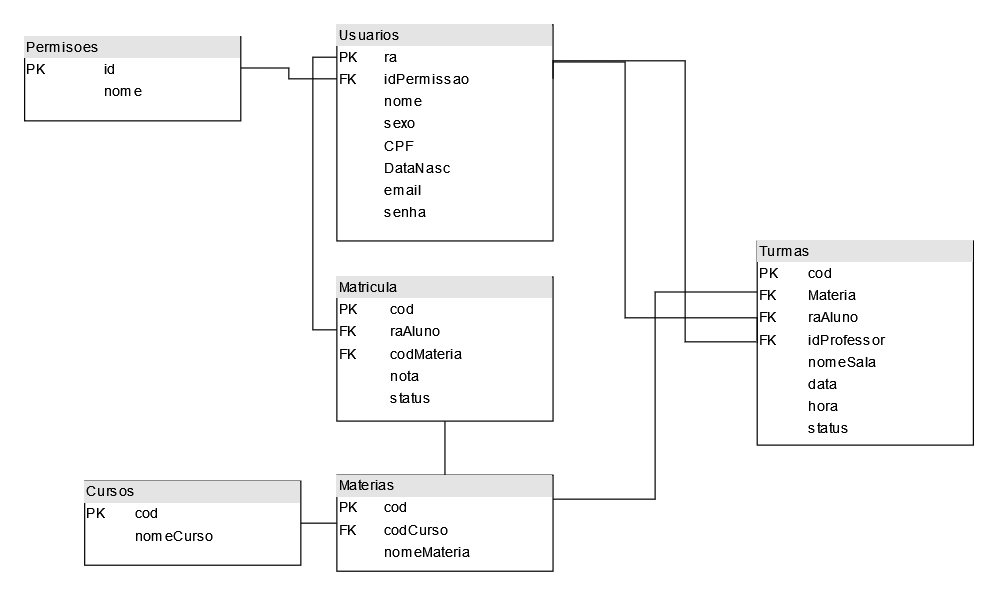 Permisoes
PK id
nome
Usuarios
PK ra
FK idPermissao
nome
sexo
CPF
DataNasc
email
senha
Matricula
PK cod
FK raAluno
FK codMateria
nota
status
Turmas
PK cod
FK Materia
FK raAluno
FK idProfessor
nomeSala
data
hora
status
Cursos
PK cod
nomeCurso
Materias
PK cod
FK codCurso
nomeMateria